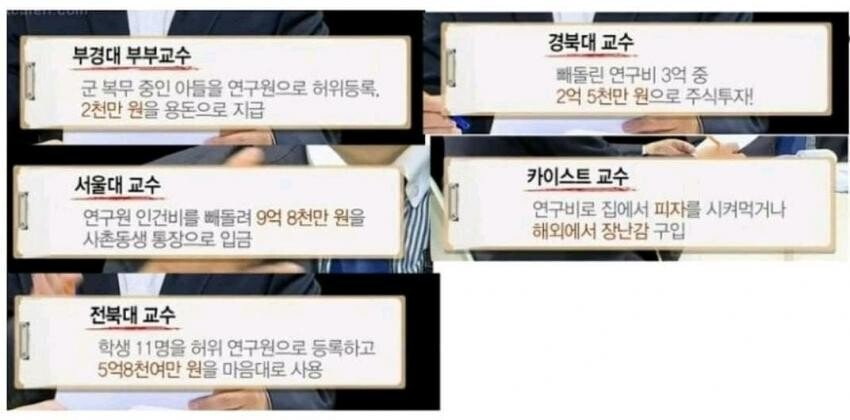 부경대 부부교수
군 복무 중인 아들을 연구원으로 허위등록,
2천만 원을 용돈으로 지급
경북대 교수
빼돌린 연구비 3억 중
2억 5천만 원으로 주식투자!
서울대 교수
연구원 인건비를 빼돌려 9억 8천만 원을
사촌동생 통장으로 입금
카이스트 교수
연구비로 집에서 피자를 시켜먹거나
해외에서 장난감 구입
전북대 교수
학생 11명을 허위 연구원으로 등록하고
5억8천여만 원을 마음대로 사용